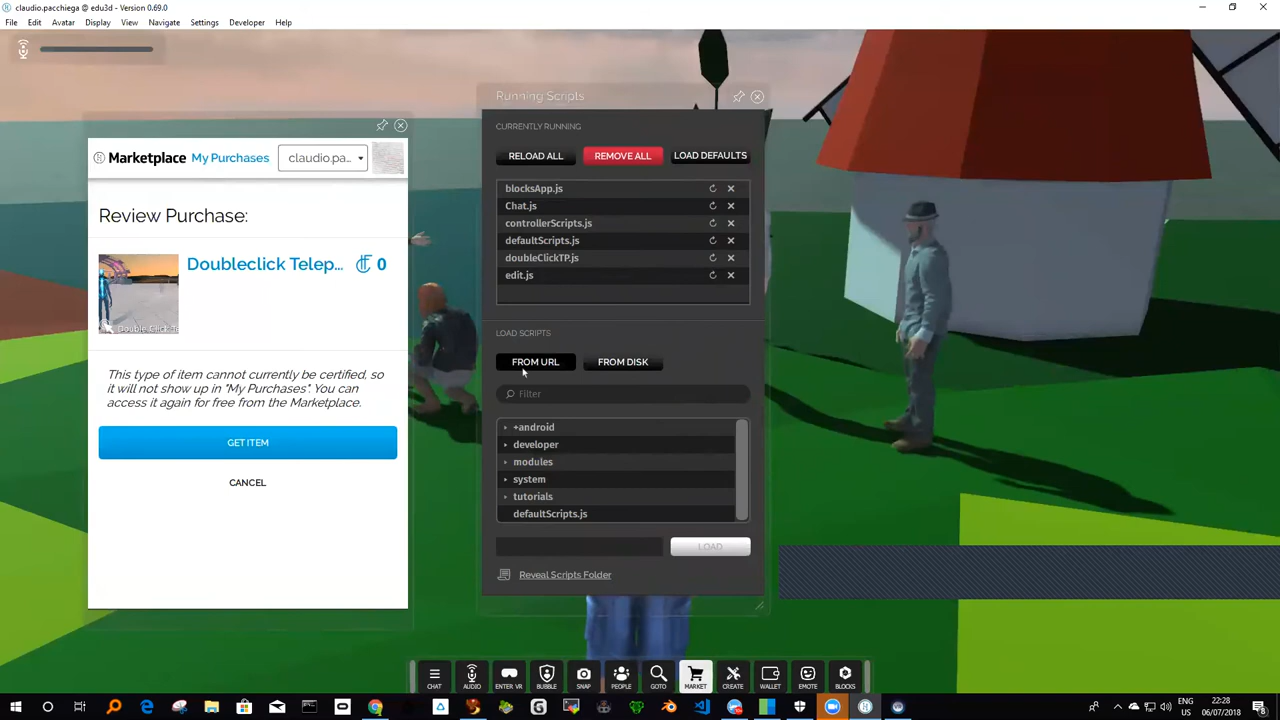 claudio.pacchiega @ edu3d - Version 0.69.0
File Edit Avatar Display View Navigate Settings Developer Help
Marketplace My Purchases claudio.pa...
Review Purchase:
Doubleclick Telep... 0
Double Click Te
This type of item cannot currently be certified, so
it will not show up in "My Purchases". You can
access it again for free from the Marketplace.
GET ITEM
CANCEL
Running Scripts
CURRENTLY RUNNING
RELOAD ALL REMOVE ALL LOAD DEFAULTS
blocksApp.js
Chat.js
controllerScripts.js
defaultScripts.js
doubleClickTP.js
edit.js
LOAD SCRIPTS
FROM URL FROM DISK
Filter
+android
developer
modules
system
tutorials
defaultScripts.js
LOAD
Reveal Scripts Folder
CHAT AUDIO ENTER VR BUBBLE SNAP PEOPLE GOTO MARKET CREATE WALLET EMOTE BLOCKS
ENG
US
22:28
06/07/2018